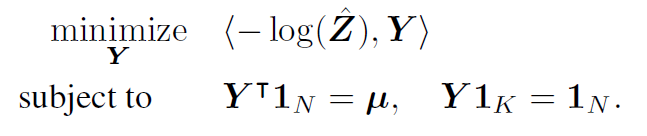 minimize ⟨− log(Ẑ), Y⟩
Y
subject to Y⊤1_N = μ, Y1_K = 1_N.